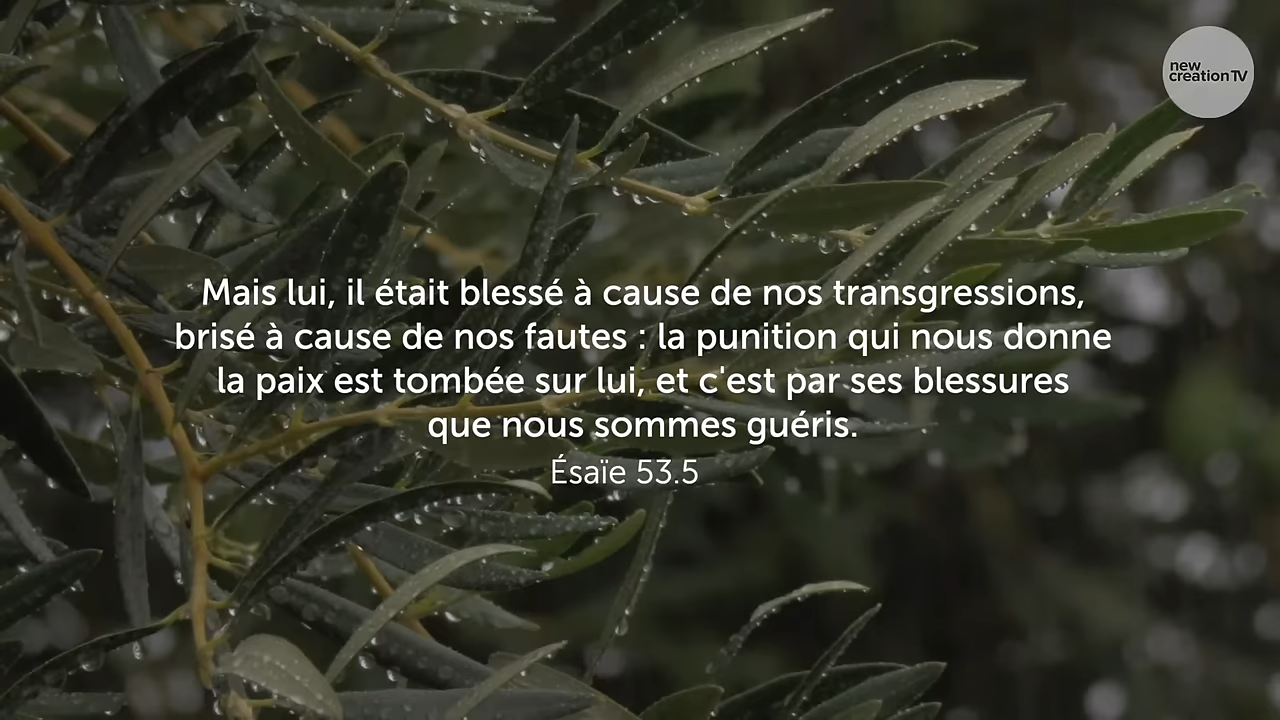 new
creation TV
Mais lui, il était blessé à cause de nos transgressions,
brisé à cause de nos fautes : la punition qui nous donne
la paix est tombée sur lui, et c'est par ses blessures
que nous sommes guéris.
Ésaïe 53.5